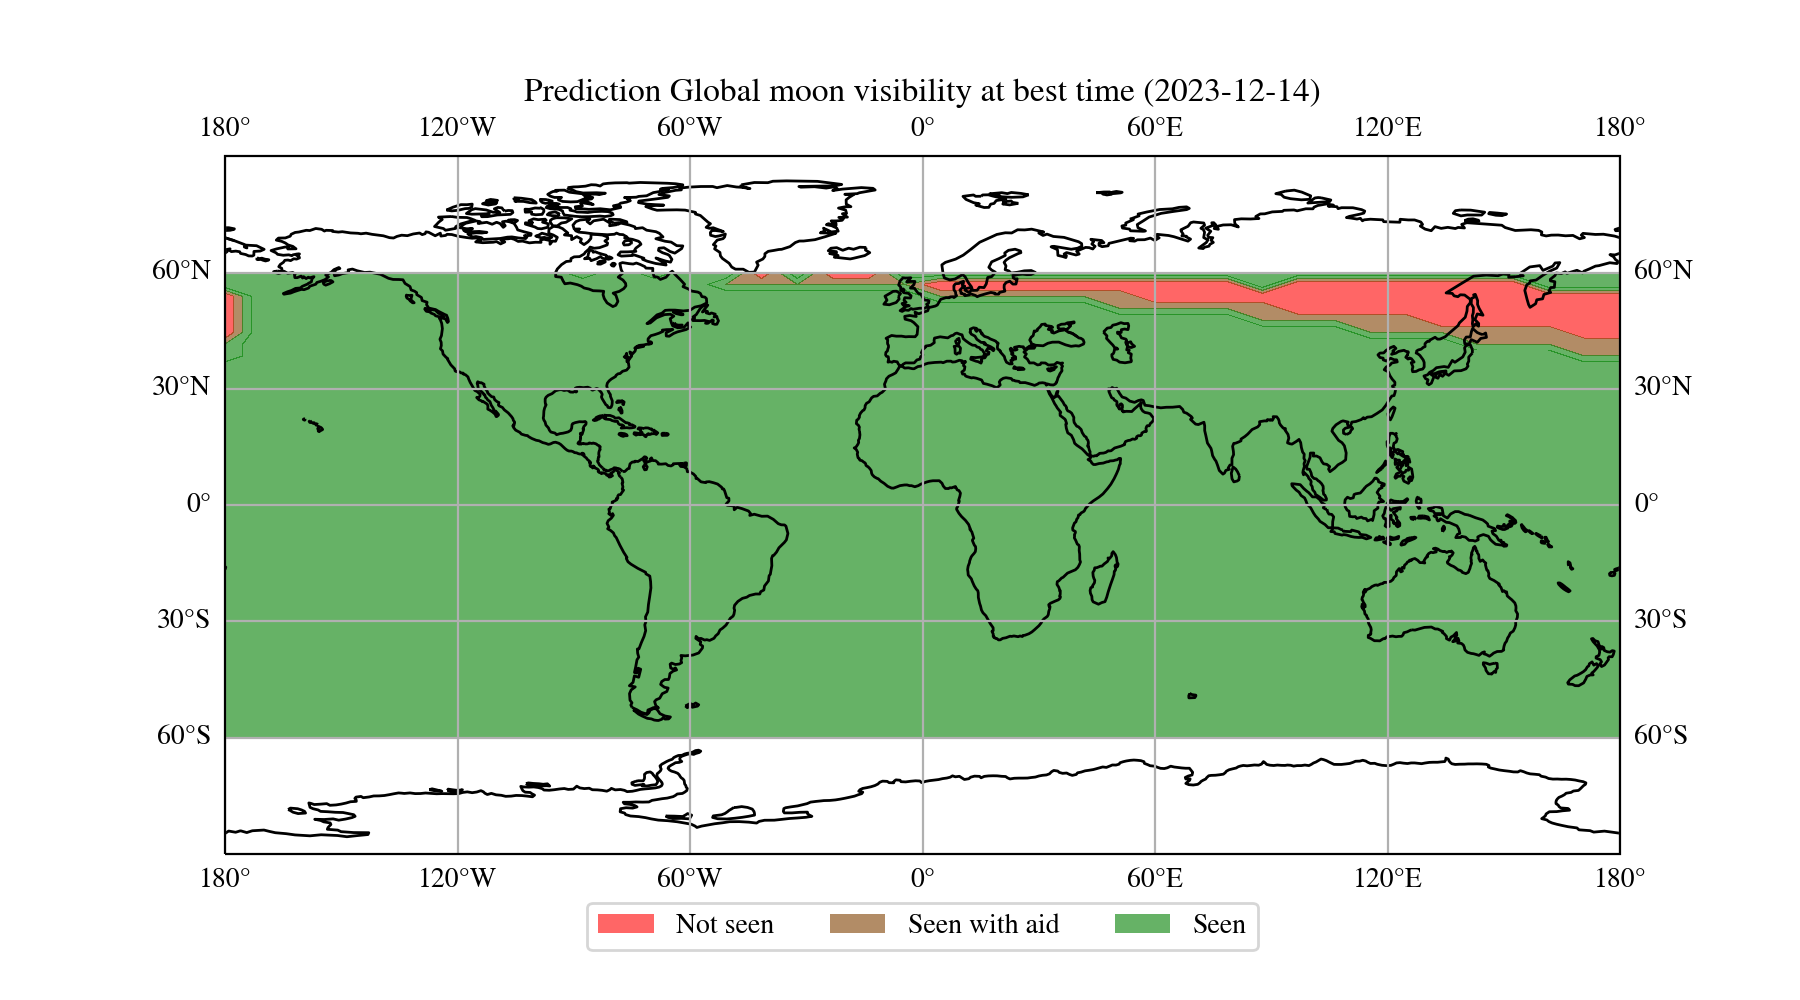 Prediction Global moon visibility at best time (2023-12-14)
180° 120°W 60°W 0° 60°E 120°E 180°
60°N 60°N
30°N 30°N
0° 0°
30°S 30°S
60°S 60°S
180° 120°W 60°W 0° 60°E 120°E 180°
Not seen Seen with aid Seen